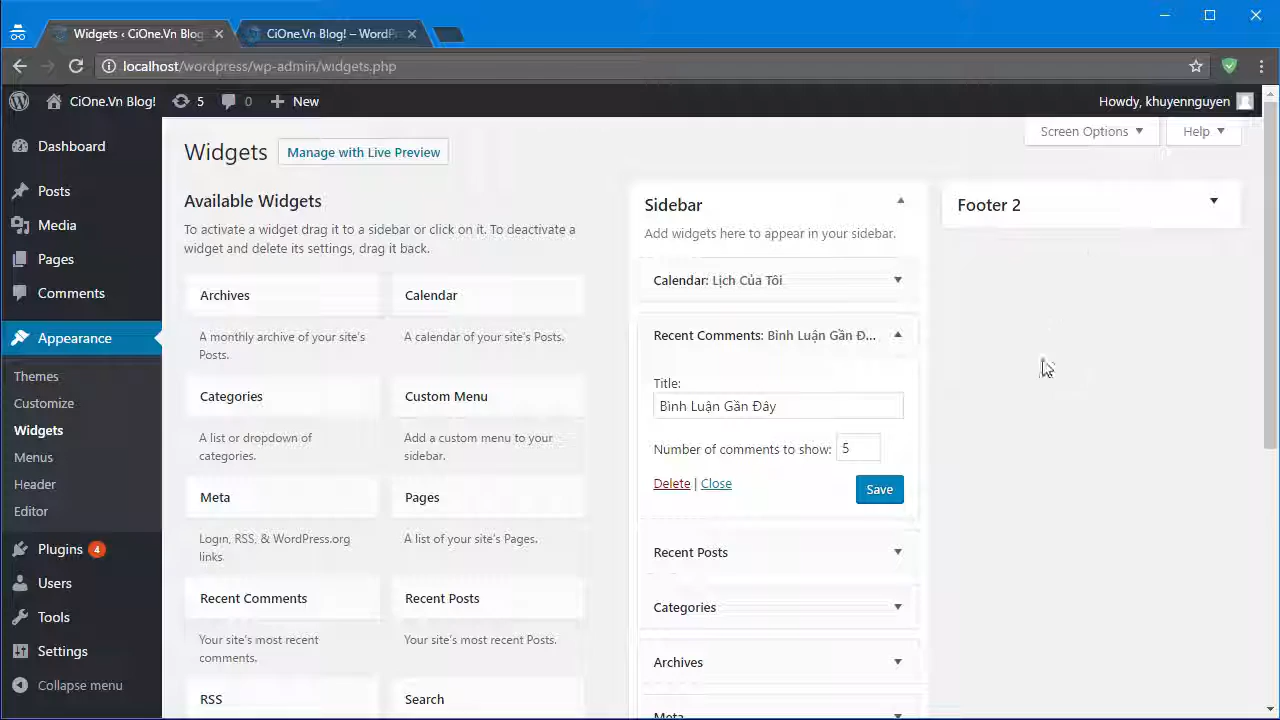 Widgets ‹ CiOne.Vn Blog
CiOne.Vn Blog! – WordPr
localhost/wordpress/wp-admin/widgets.php
CiOne.Vn Blog! 5 0 New
Howdy, khuyennguyen
Dashboard
Posts
Media
Pages
Comments
Appearance
Themes
Customize
Widgets
Menus
Header
Editor
Plugins 4
Users
Tools
Settings
Collapse menu
Screen Options
Help
Widgets
Manage with Live Preview
Available Widgets
To activate a widget drag it to a sidebar or click on it. To deactivate a
widget and delete its settings, drag it back.
Archives
A monthly archive of your site's
Posts.
Calendar
A calendar of your site's Posts.
Categories
A list or dropdown of
categories.
Custom Menu
Add a custom menu to your
sidebar.
Meta
Login, RSS, & WordPress.org
links.
Pages
A list of your site's Pages.
Recent Comments
Your site's most recent
comments.
Recent Posts
Your site's most recent Posts.
RSS
Search
Sidebar
Add widgets here to appear in your sidebar.
Calendar: Lịch Của Tôi
Recent Comments: Bình Luận Gần Đ...
Title:
Bình Luận Gần Đây
Number of comments to show: 5
Delete | Close
Save
Recent Posts
Categories
Archives
Meta
Footer 2